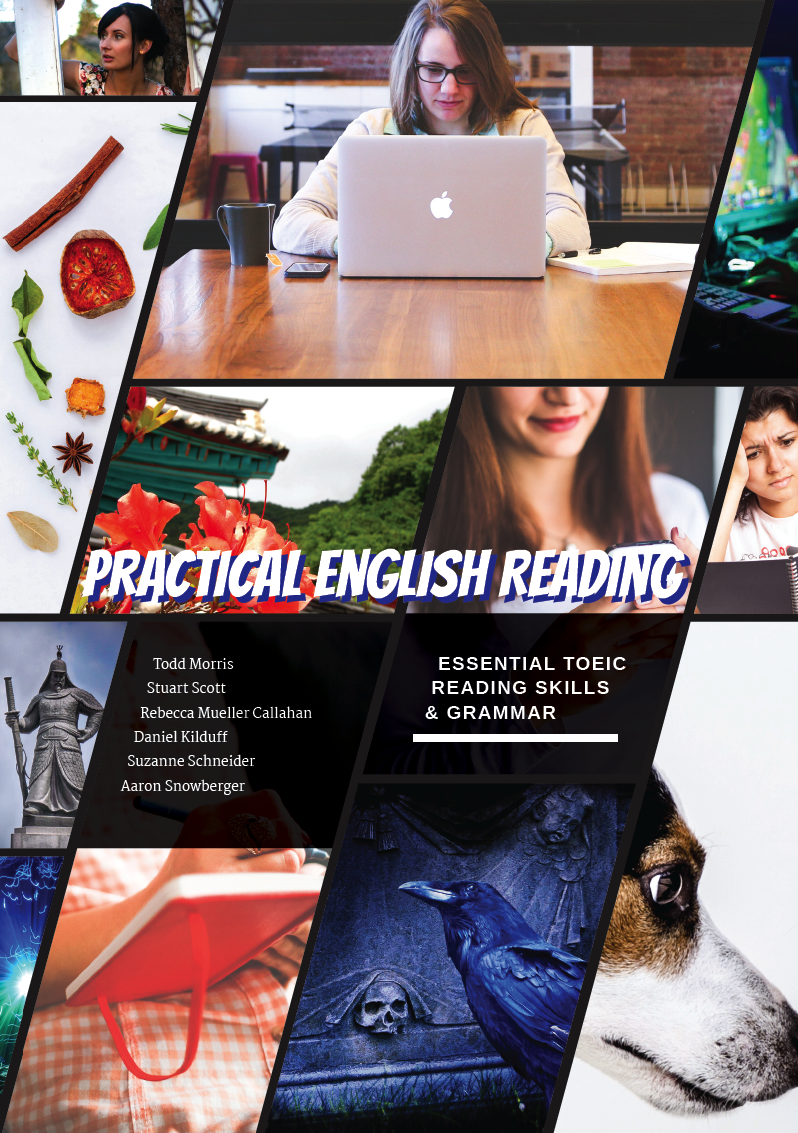 PRACTICAL ENGLISH READING
Todd Morris
Stuart Scott
Rebecca Mueller Callahan
Daniel Kilduff
Suzanne Schneider
Aaron Snowberger
ESSENTIAL TOEIC
READING SKILLS
& GRAMMAR